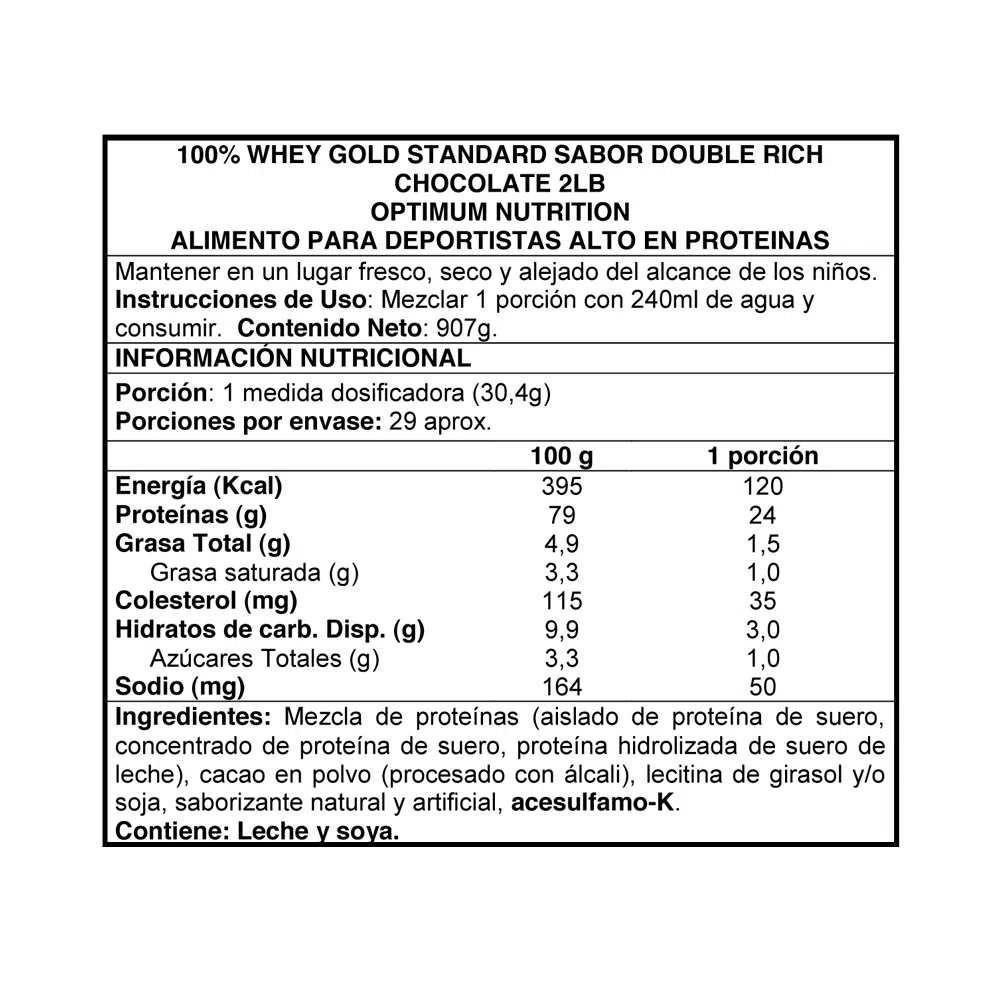 100% WHEY GOLD STANDARD SABOR DOUBLE RICH
CHOCOLATE 2LB
OPTIMUM NUTRITION
ALIMENTO PARA DEPORTISTAS ALTO EN PROTEINAS
Mantener en un lugar fresco, seco y alejado del alcance de los niños.
Instrucciones de Uso: Mezclar 1 porción con 240ml de agua y
consumir. Contenido Neto: 907g.
INFORMACIÓN NUTRICIONAL
Porción: 1 medida dosificadora (30,4g)
Porciones por envase: 29 aprox.
100 g 1 porción
Energía (Kcal) 395 120
Proteínas (g) 79 24
Grasa Total (g) 4,9 1,5
Grasa saturada (g) 3,3 1,0
Colesterol (mg) 115 35
Hidratos de carb. Disp. (g) 9,9 3,0
Azúcares Totales (g) 3,3 1,0
Sodio (mg) 164 50
Ingredientes: Mezcla de proteínas (aislado de proteína de suero,
concentrado de proteína de suero, proteína hidrolizada de suero de
leche), cacao en polvo (procesado con álcali), lecitina de girasol y/o
soja, saborizante natural y artificial, acesulfamo-K.
Contiene: Leche y soya.